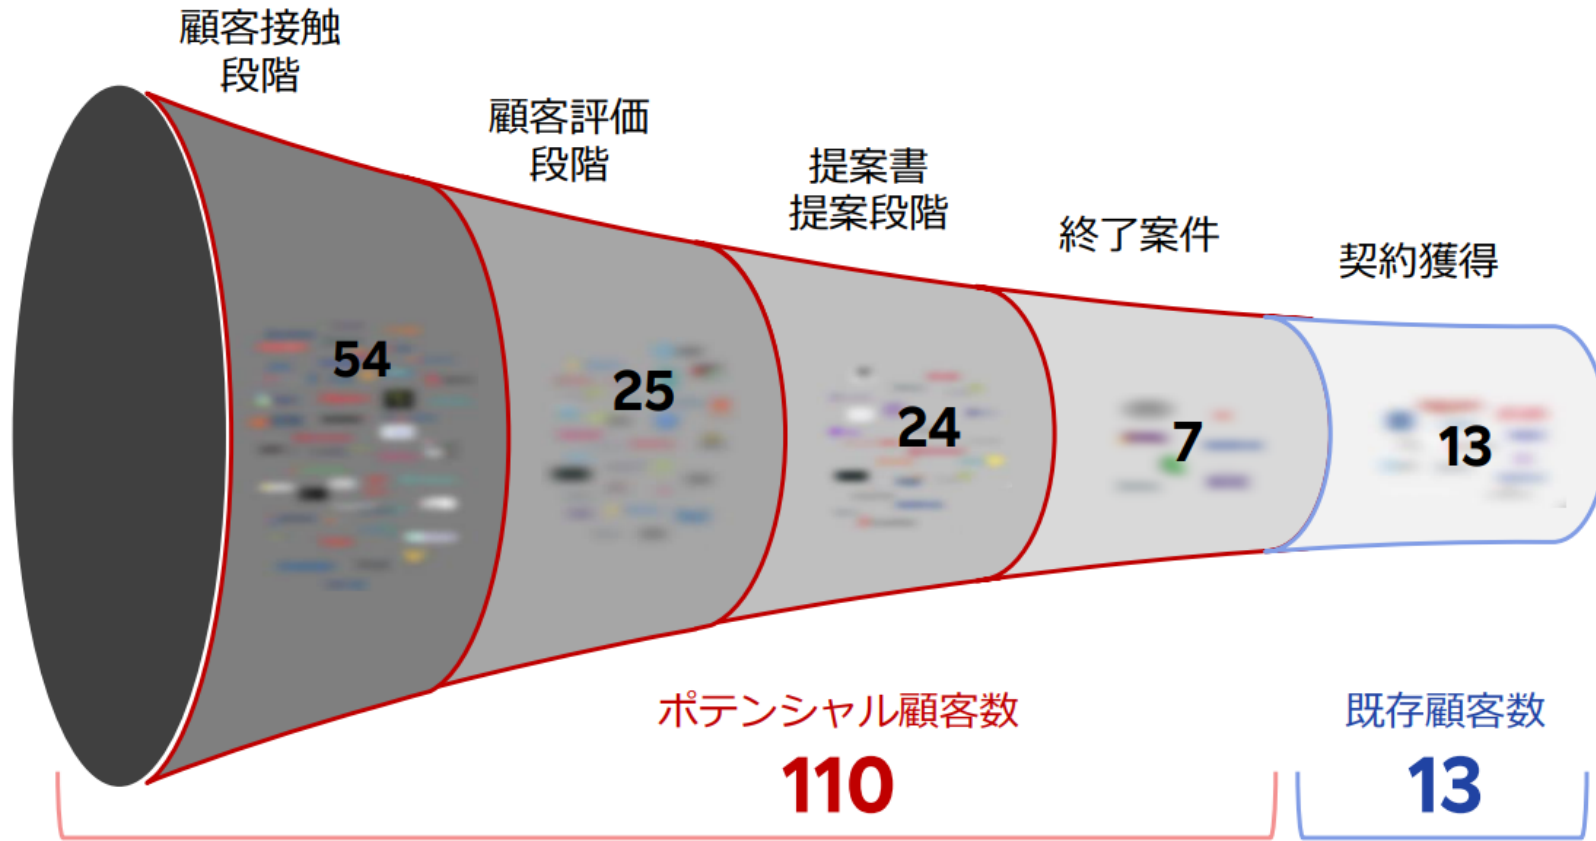 顧客接触
段階
顧客評価
段階
提案書
提案段階
終了案件
契約獲得
54
25
24
7
13
ポテンシャル顧客数
110
既存顧客数
13